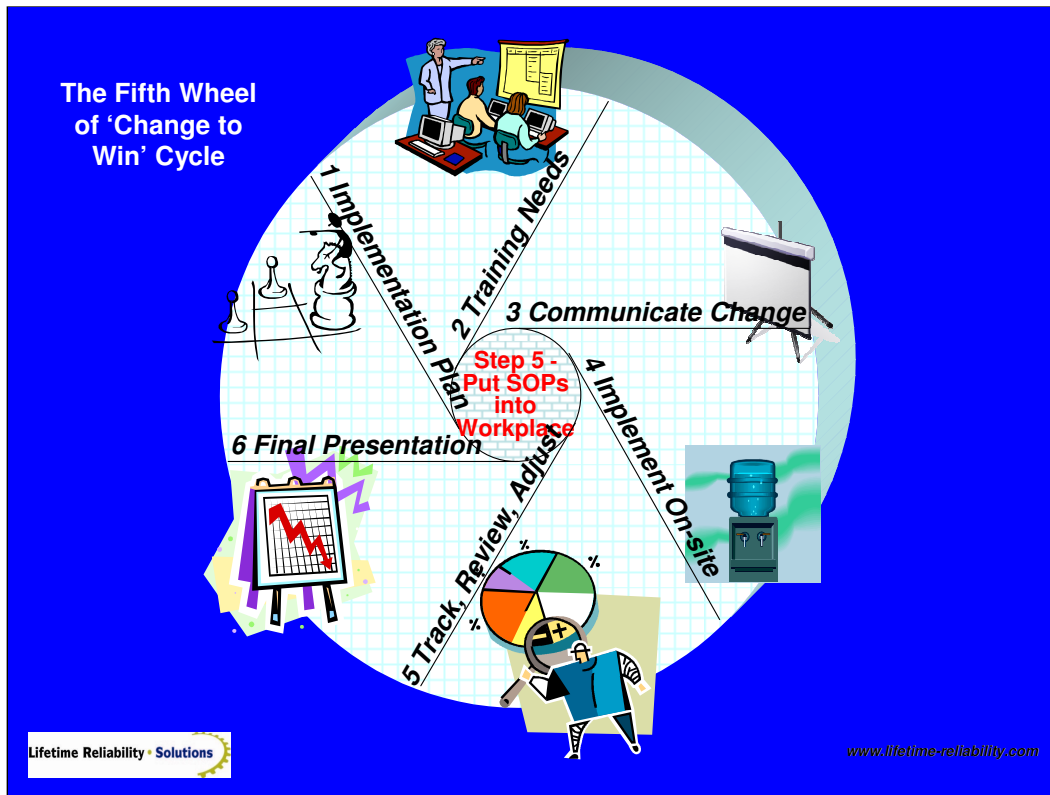 The Fifth Wheel
of ‘Change to
Win’ Cycle
1 Implementation Plan
2 Training Needs
3 Communicate Change
Step 5 -
Put SOPs
into
Workplace
4 Implement On-site
5 Track, Review, Adjust
6 Final Presentation
%
%
%
%
- +
Lifetime Reliability • Solutions
www.lifetime-reliability.com